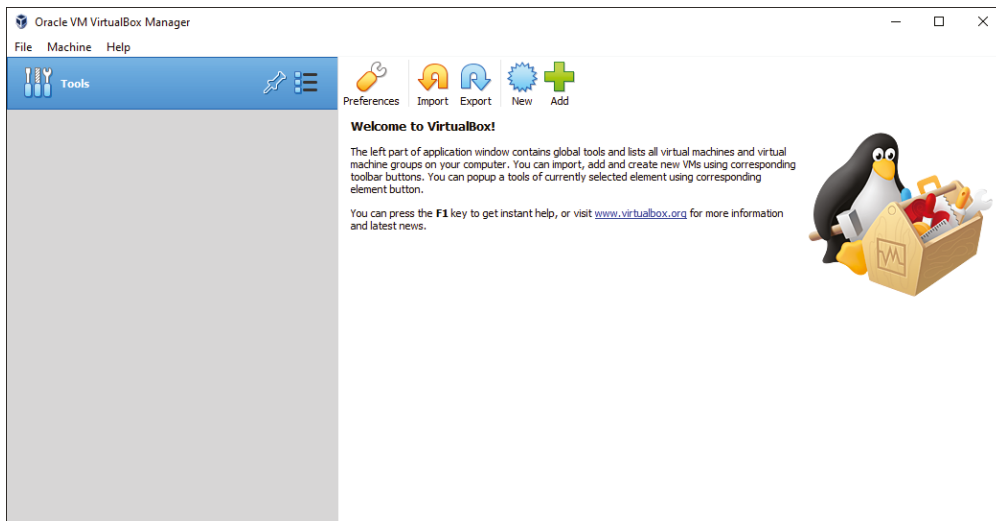 Oracle VM VirtualBox Manager
File Machine Help
Tools
Preferences Import Export New Add
Welcome to VirtualBox!
The left part of application window contains global tools and lists all virtual machines and virtual
machine groups on your computer. You can import, add and create new VMs using corresponding
toolbar buttons. You can popup a tools of currently selected element using corresponding
element button.
You can press the F1 key to get instant help, or visit www.virtualbox.org for more information
and latest news.